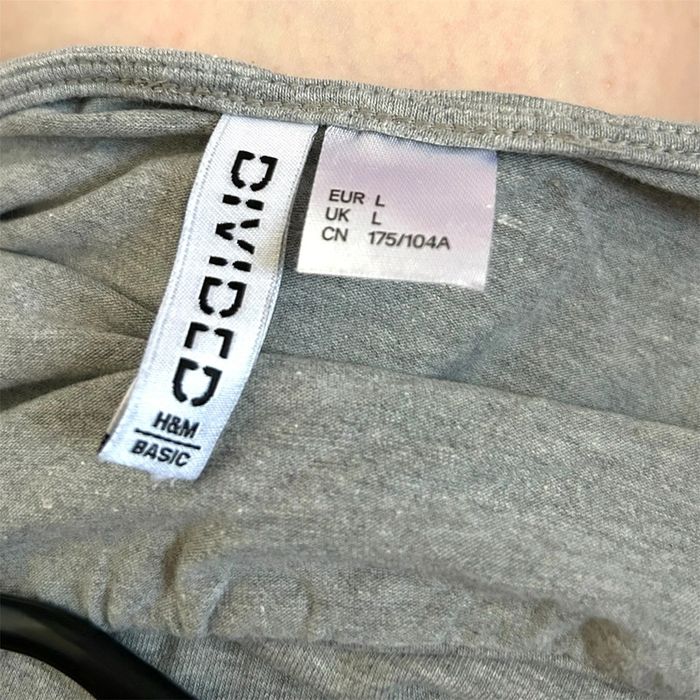 DIVIDED
H&M
BASIC
EUR L
UK L
CN 175/104A